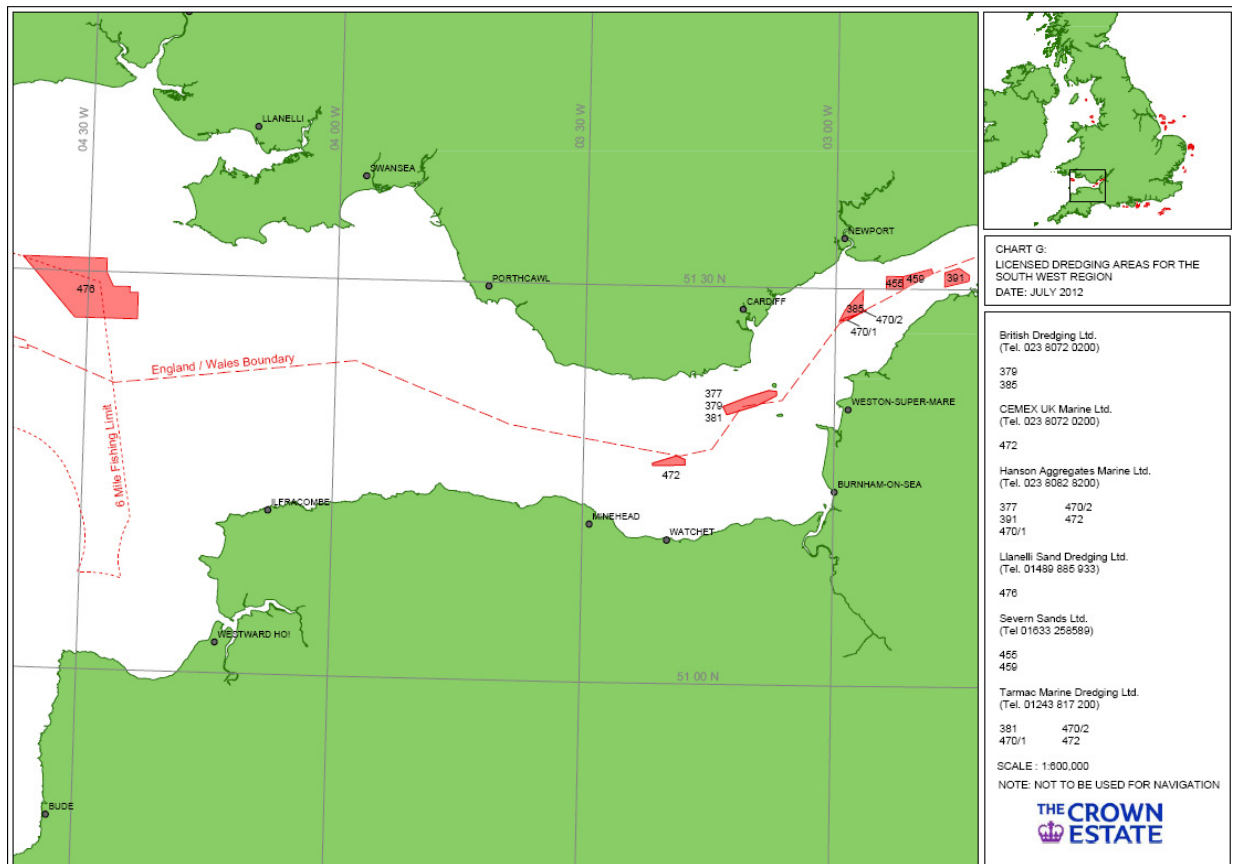 04 30 W
LLANELLI
04 00 W
SWANSEA
03 30 W
03 00 W
NEWPORT
476
PORTHCAWL
51 30 N
455
459
391
CARDIFF
385
470/2
470/1
England / Wales Boundary
377
379
381
WESTON-SUPER-MARE
6 Mile Fishing Limit
472
BURNHAM-ON-SEA
ILFRACOMBE
MINEHEAD
WATCHET
WESTWARD HO!
51 00 N
BUDE
CHART G:
LICENSED DREDGING AREAS FOR THE
SOUTH WEST REGION
DATE: JULY 2012
British Dredging Ltd.
(Tel. 023 8072 0200)
379
385
CEMEX UK Marine Ltd.
(Tel. 023 8072 0200)
472
Hanson Aggregates Marine Ltd.
(Tel. 023 8082 8200)
377 470/2
391 472
470/1
Llanelli Sand Dredging Ltd.
(Tel. 01489 885 933)
476
Severn Sands Ltd.
(Tel 01633 258589)
455
459
Tarmac Marine Dredging Ltd.
(Tel. 01243 817 200)
381 470/2
470/1 472
SCALE : 1:600,000
NOTE: NOT TO BE USED FOR NAVIGATION
THE CROWN
ESTATE